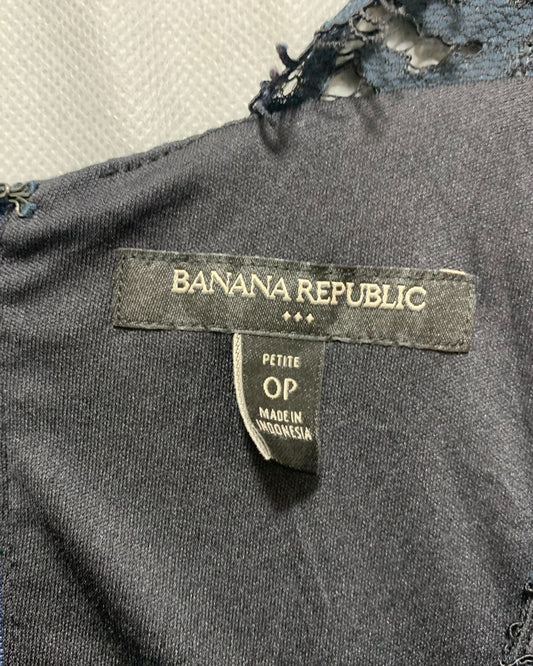 BANANA REPUBLIC
PETITE
0P
MADE IN
INDONESIA